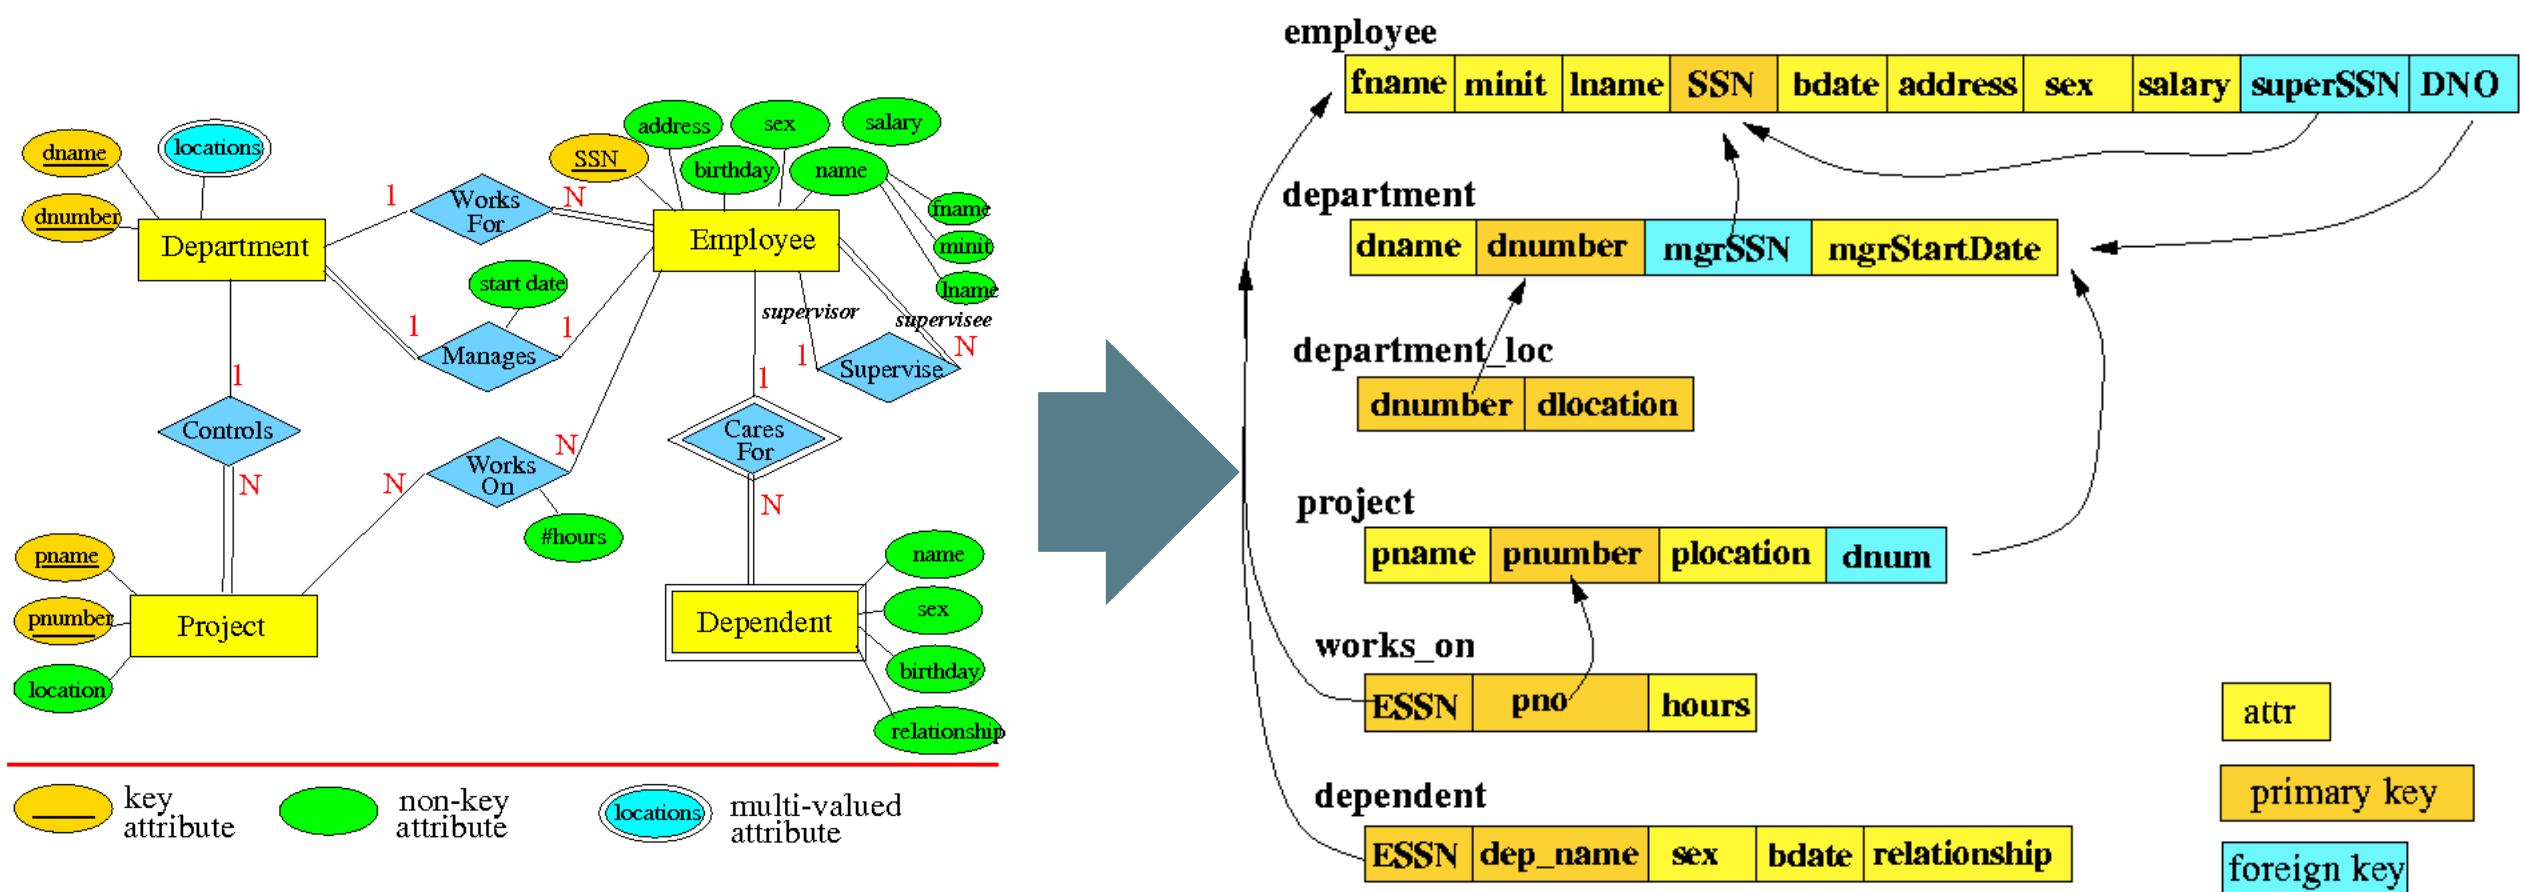 dname
locations
dnumber
Department
1
Works
For
N
SSN
address
sex
salary
birthday
name
fname
minit
lname
Employee
start date
1
Manages
1
supervisor
supervisee
1
N
Supervise
1
Controls
N
N
Works
On
N
#hours
1
Cares
For
N
pname
pnumber
location
Project
Dependent
name
sex
birthday
relationship
key
attribute
non-key
attribute
locations
multi-valued
attribute
employee
fname minit lname SSN bdate address sex salary superSSN DNO
department
dname dnumber mgrSSN mgrStartDate
department_loc
dnumber dlocation
project
pname pnumber plocation dnum
works_on
ESSN pno hours
dependent
ESSN dep_name sex bdate relationship
attr
primary key
foreign key